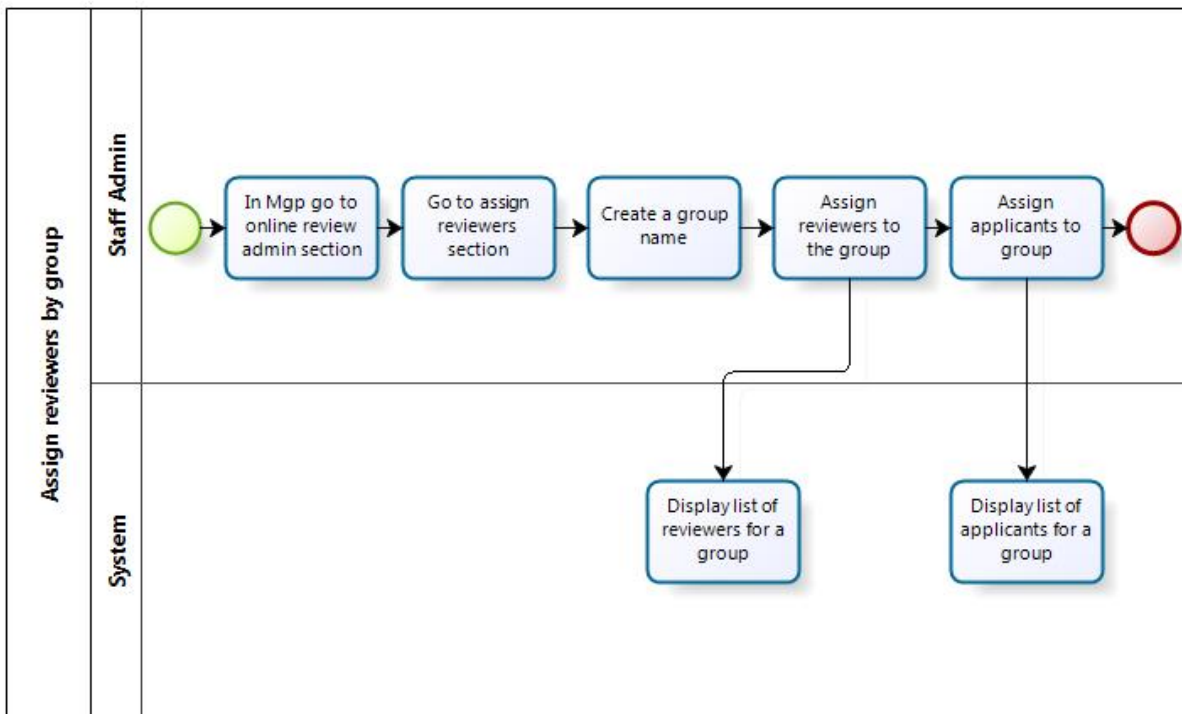 Assign reviewers by group
Staff Admin
In Mgp go to
online review
admin section
Go to assign
reviewers
section
Create a group
name
Assign
reviewers to
the group
Assign
applicants to
group
System
Display list of
reviewers for a
group
Display list of
applicants for a
group